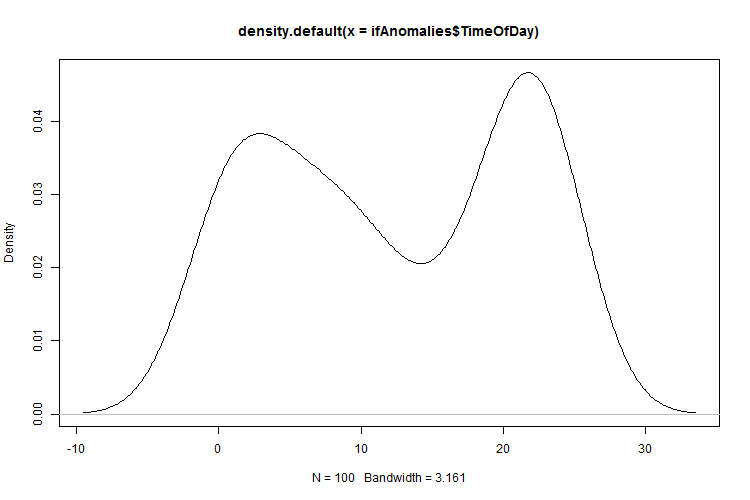 density.default(x = ifAnomalies$TimeOfDay)
Density
0.04
0.03
0.02
0.01
0.00
-10 0 10 20 30
N = 100 Bandwidth = 3.161